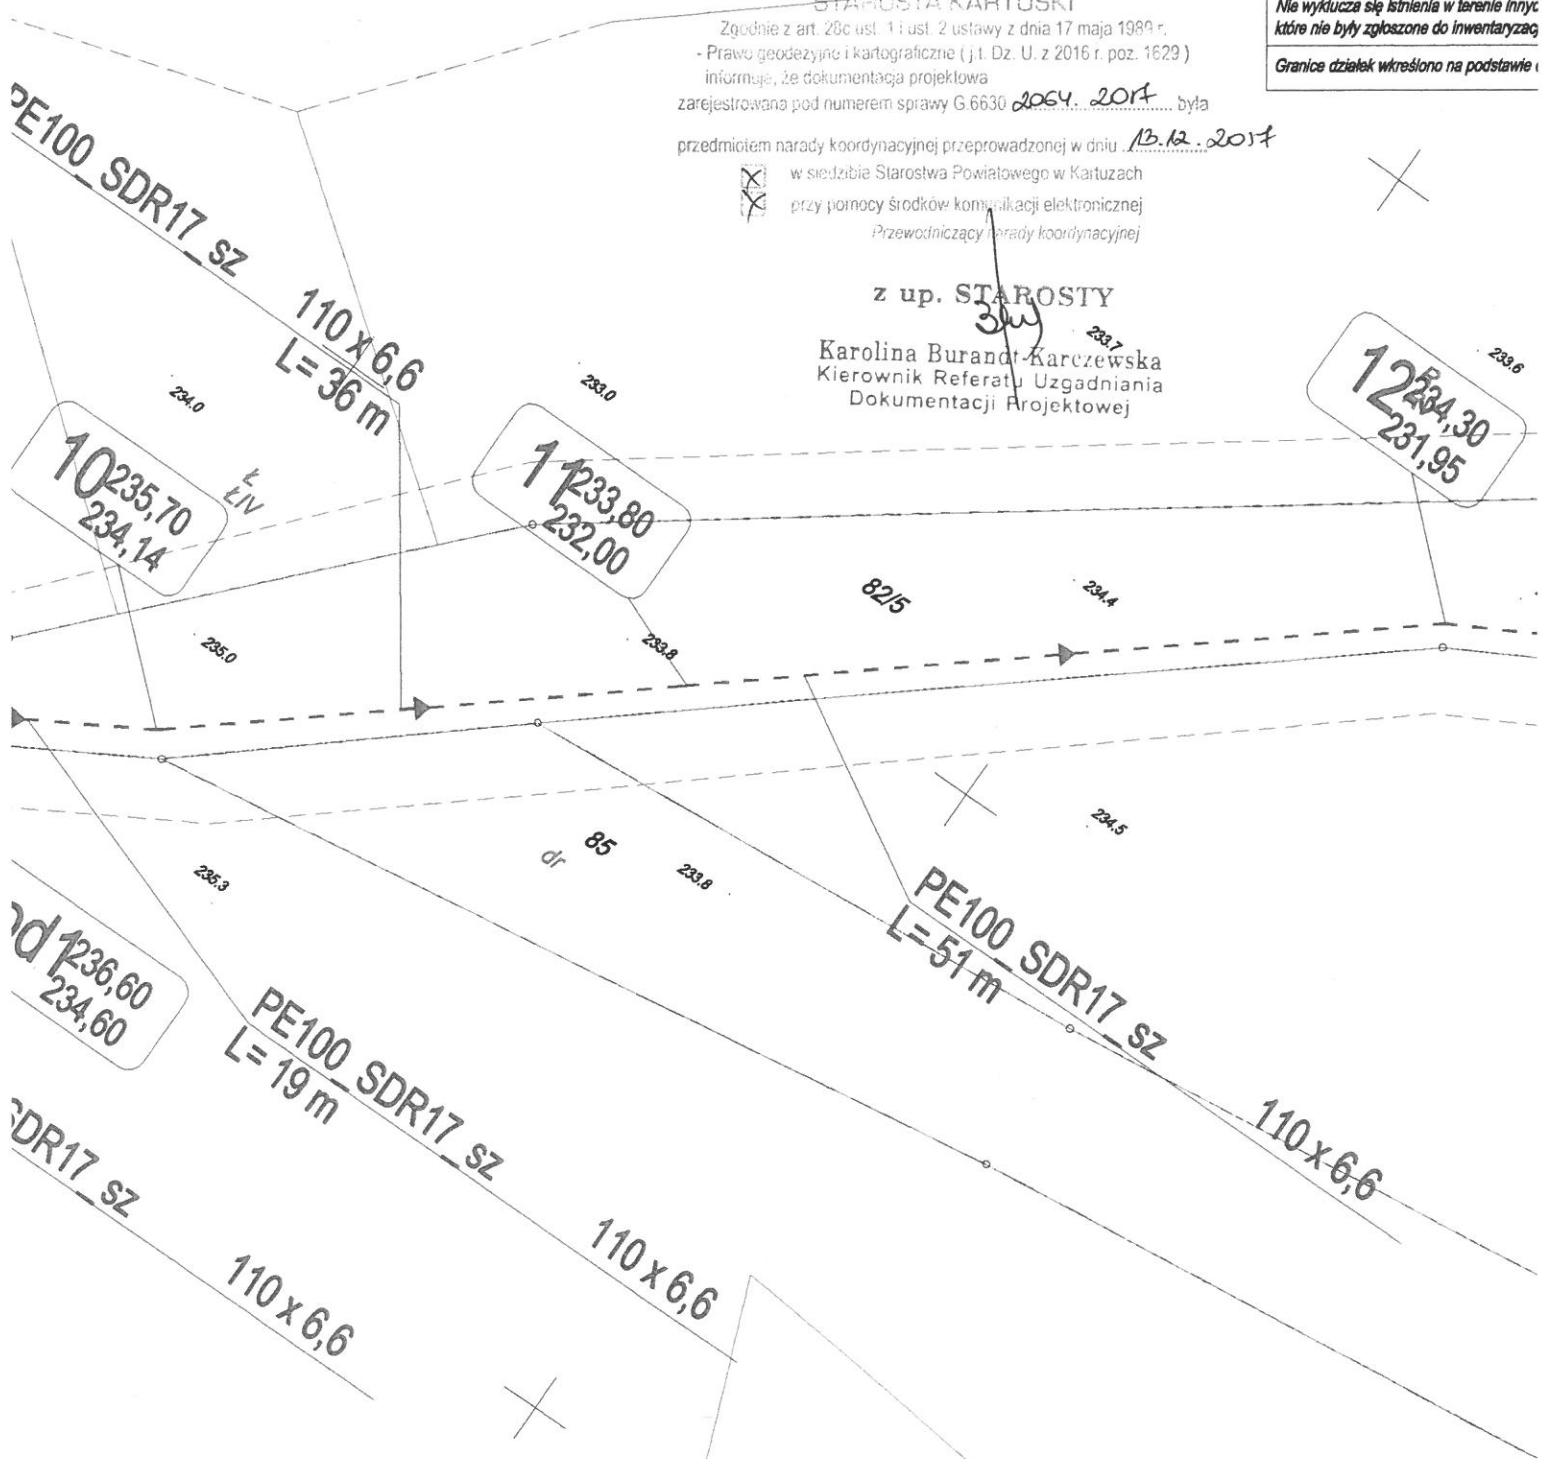 STAROSTA KARTUSKI
Zgodnie z art. 28c ust. 1 i ust. 2 ustawy z dnia 17 maja 1989 r.
- Prawo geodezyjne i kartograficzne ( j.t. Dz. U. z 2016 r. poz. 1629 )
informuje, że dokumentacja projektowa
zarejestrowana pod numerem sprawy G.6630 2064. 2017 była
przedmiotem narady koordynacyjnej przeprowadzonej w dniu 13.12.2017
w siedzibie Starostwa Powiatowego w Kartuzach
przy pomocy środków komunikacji elektronicznej
Przewodniczący narady koordynacyjnej
z up. STAROSTY
Karolina Burandt-Karczewska
Kierownik Referatu Uzgadniania
Dokumentacji Projektowej
Nie wyklucza się istnienia w terenie innyc
które nie były zgłoszone do inwentaryzac
Granice działek wkreślono na podstawie
PE100_SDR17_sz
110 x 6,6
L= 36 m
234.0
233.0
233.7
233.6
10
235,70
234,14
Ł
ŁIV
11
233,80
232,00
12
R
234,30
231,95
82/5
234.4
235.0
233.8
234.5
85
dr
233.8
235.3
od1
236,60
234,60
PE100_SDR17_sz
L= 51 m
110 x 6,6
PE100_SDR17_sz
L= 19 m
110 x 6,6
SDR17_sz
110 x 6,6